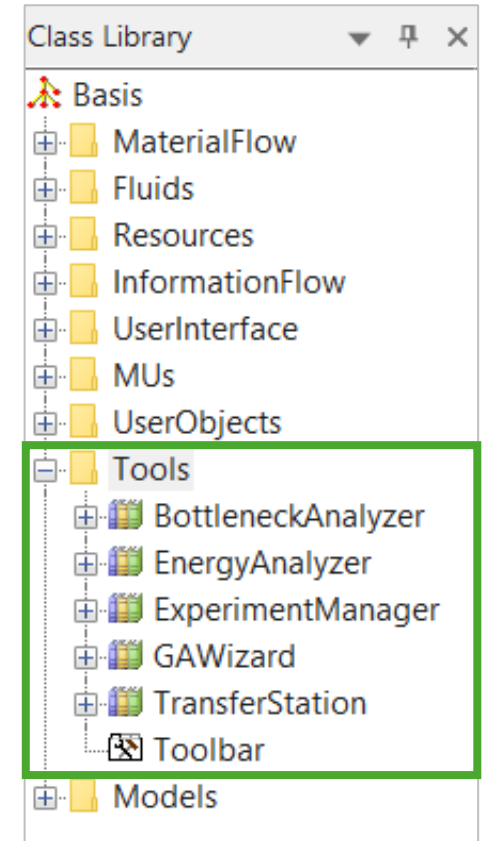 Class Library
Basis
MaterialFlow
Fluids
Resources
InformationFlow
UserInterface
MUs
UserObjects
Tools
BottleneckAnalyzer
EnergyAnalyzer
ExperimentManager
GAWizard
TransferStation
Toolbar
Models